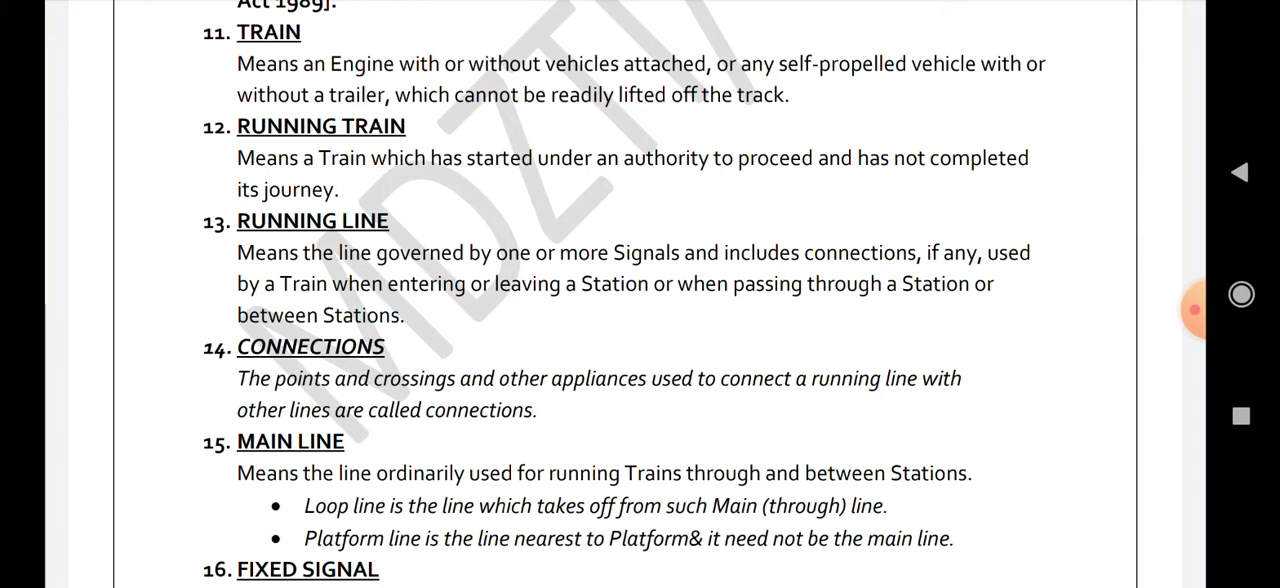 Act 1989].
11. TRAIN
Means an Engine with or without vehicles attached, or any self-propelled vehicle with or
without a trailer, which cannot be readily lifted off the track.
12. RUNNING TRAIN
Means a Train which has started under an authority to proceed and has not completed
its journey.
13. RUNNING LINE
Means the line governed by one or more Signals and includes connections, if any, used
by a Train when entering or leaving a Station or when passing through a Station or
between Stations.
14. CONNECTIONS
The points and crossings and other appliances used to connect a running line with
other lines are called connections.
15. MAIN LINE
Means the line ordinarily used for running Trains through and between Stations.
• Loop line is the line which takes off from such Main (through) line.
• Platform line is the line nearest to Platform& it need not be the main line.
16. FIXED SIGNAL